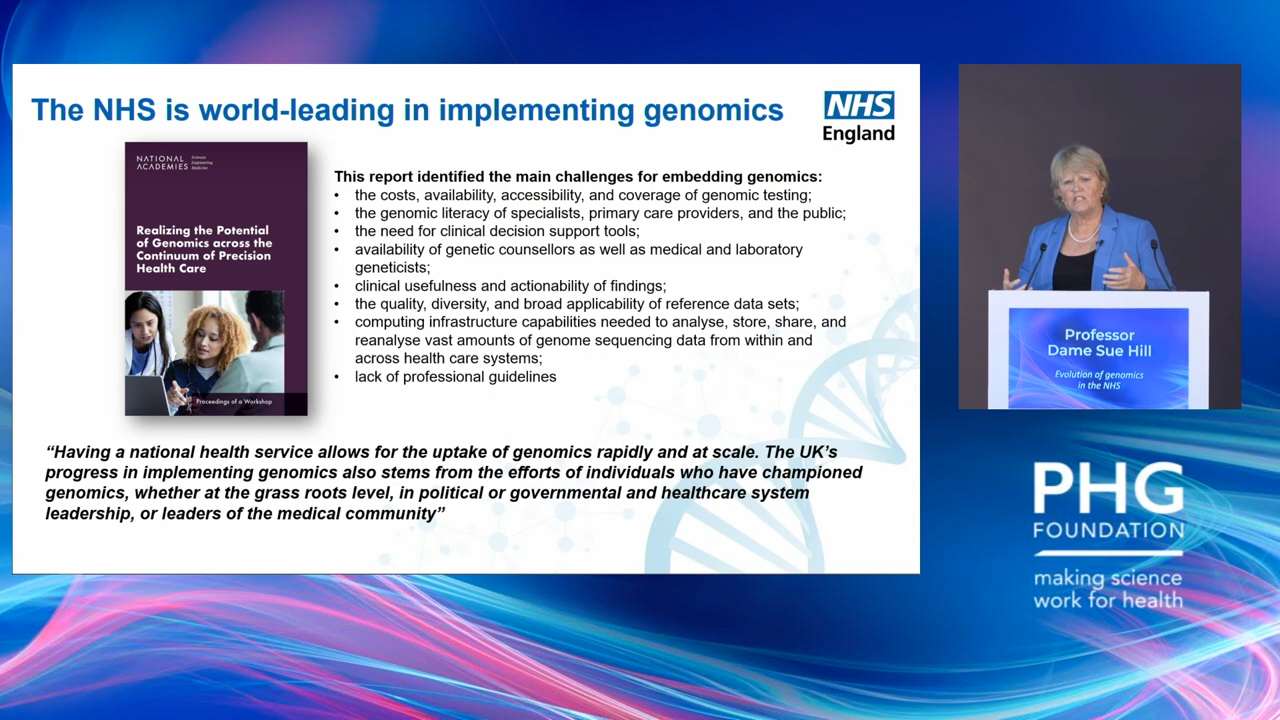 The NHS is world-leading in implementing genomics
NHS
England
NATIONAL
ACADEMIES
Sciences
Engineering
Medicine
Realizing the Potential
of Genomics across the
Continuum of Precision
Health Care
Proceedings of a Workshop
This report identified the main challenges for embedding genomics:
• the costs, availability, accessibility, and coverage of genomic testing;
• the genomic literacy of specialists, primary care providers, and the public;
• the need for clinical decision support tools;
• availability of genetic counsellors as well as medical and laboratory
geneticists;
• clinical usefulness and actionability of findings;
• the quality, diversity, and broad applicability of reference data sets;
• computing infrastructure capabilities needed to analyse, store, share, and
reanalyse vast amounts of genome sequencing data from within and
across health care systems;
• lack of professional guidelines
“Having a national health service allows for the uptake of genomics rapidly and at scale. The UK’s
progress in implementing genomics also stems from the efforts of individuals who have championed
genomics, whether at the grass roots level, in political or governmental and healthcare system
leadership, or leaders of the medical community”
Professor
Dame Sue Hill
Evolution of genomics
in the NHS
PHG
FOUNDATION
making science
work for health